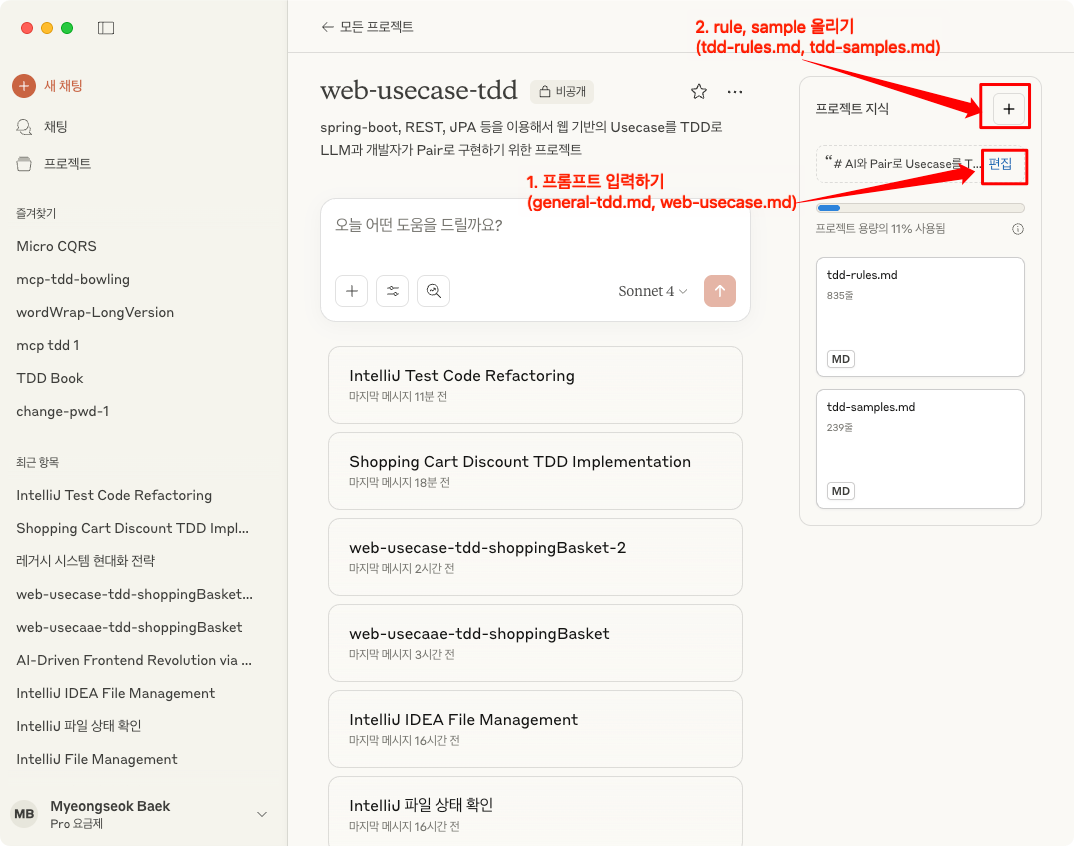 새 채팅
채팅
프로젝트
즐겨찾기
Micro CQRS
mcp-tdd-bowling
wordWrap-LongVersion
mcp tdd 1
TDD Book
change-pwd-1
최근 항목
IntelliJ Test Code Refactoring
Shopping Cart Discount TDD Impl...
레거시 시스템 현대화 전략
web-usecase-tdd-shoppingBasket...
web-usecaae-tdd-shoppingBasket
AI-Driven Frontend Revolution via ...
IntelliJ IDEA File Management
IntelliJ 파일 상태 확인
IntelliJ File Management
MB
Myeongseok Baek
Pro 요금제
모든 프로젝트
web-usecase-tdd
비공개
spring-boot, REST, JPA 등을 이용해서 웹 기반의 Usecase를 TDD로
LLM과 개발자가 Pair로 구현하기 위한 프로젝트
1. 프롬프트 입력하기
(general-tdd.md, web-usecase.md)
오늘 어떤 도움을 드릴까요?
Sonnet 4
IntelliJ Test Code Refactoring
마지막 메시지 11분 전
Shopping Cart Discount TDD Implementation
마지막 메시지 18분 전
web-usecase-tdd-shoppingBasket-2
마지막 메시지 2시간 전
web-usecaae-tdd-shoppingBasket
마지막 메시지 3시간 전
IntelliJ IDEA File Management
마지막 메시지 16시간 전
IntelliJ 파일 상태 확인
마지막 메시지 16시간 전
2. rule, sample 올리기
(tdd-rules.md, tdd-samples.md)
프로젝트 지식
“# AI와 Pair로 Usecase를 T... 편집
프로젝트 용량의 11% 사용됨
tdd-rules.md
835줄
MD
tdd-samples.md
239줄
MD